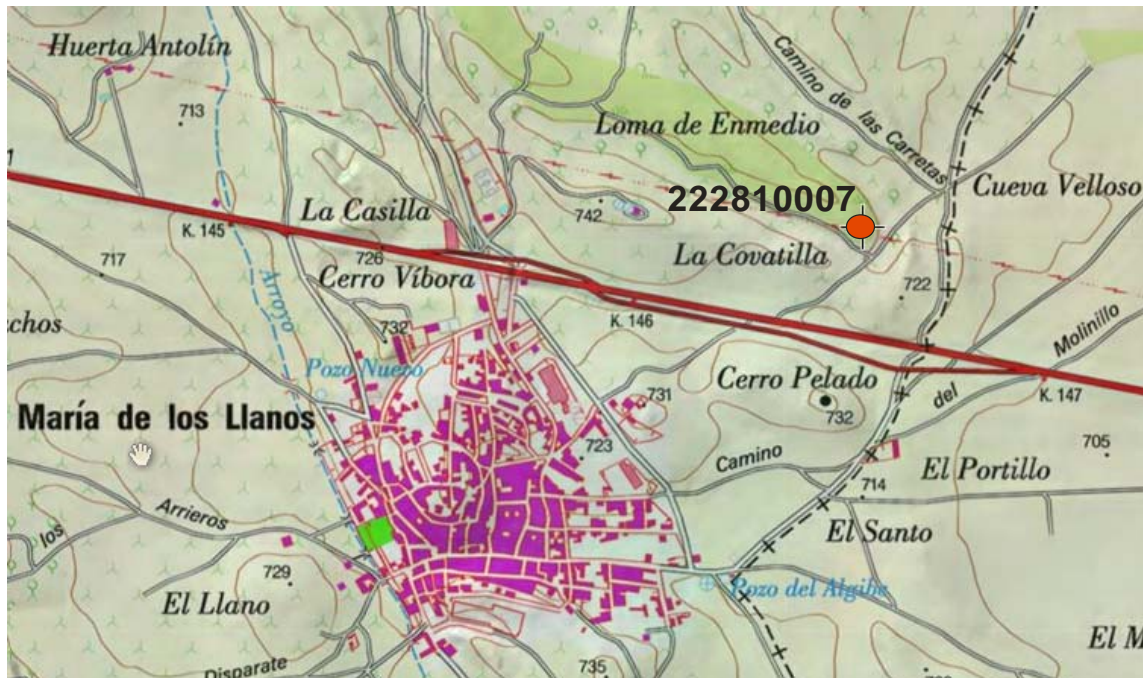 Huerta Antolín
713
Camino de las Carretas
Loma de Enmedio
1
La Casilla
742
222810007
Cueva Velloso
K. 145
726
La Covatilla
717
Arroyo
Cerro Víbora
722
chos
732
K. 146
Molinillo
Pozo Nuevo
731
Cerro Pelado
del
K. 147
María de los Llanos
732
723
705
Camino
El Portillo
Arrieros
714
los
El Santo
729
Pozo del Algibe
El Llano
El M
Disparate
735